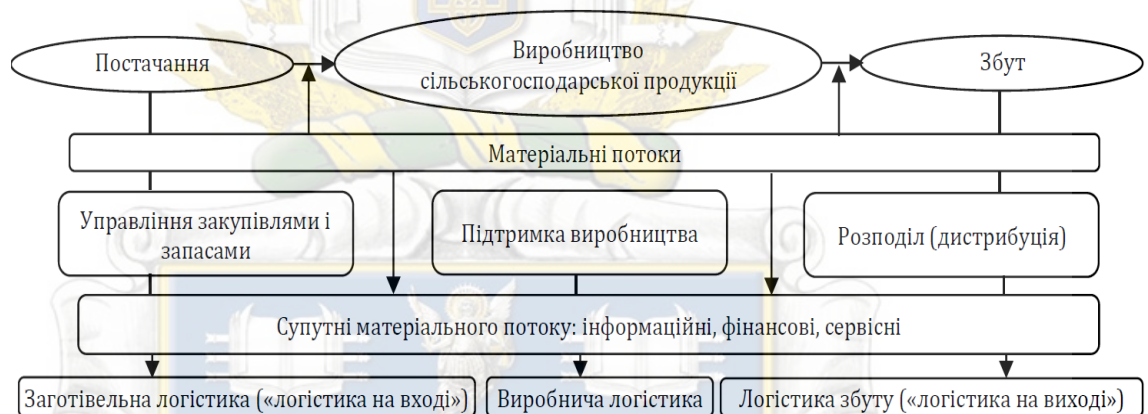 Постачання
Виробництво
сільськогосподарської продукції
Збут
Матеріальні потоки
Управління закупівлями і
запасами
Підтримка виробництва
Розподіл (дистрибуція)
Супутні матеріального потоку: інформаційні, фінансові, сервісні
Заготівельна логістика («логістика на вході»)
Виробнича логістика
Логістика збуту («логістика на виході»)